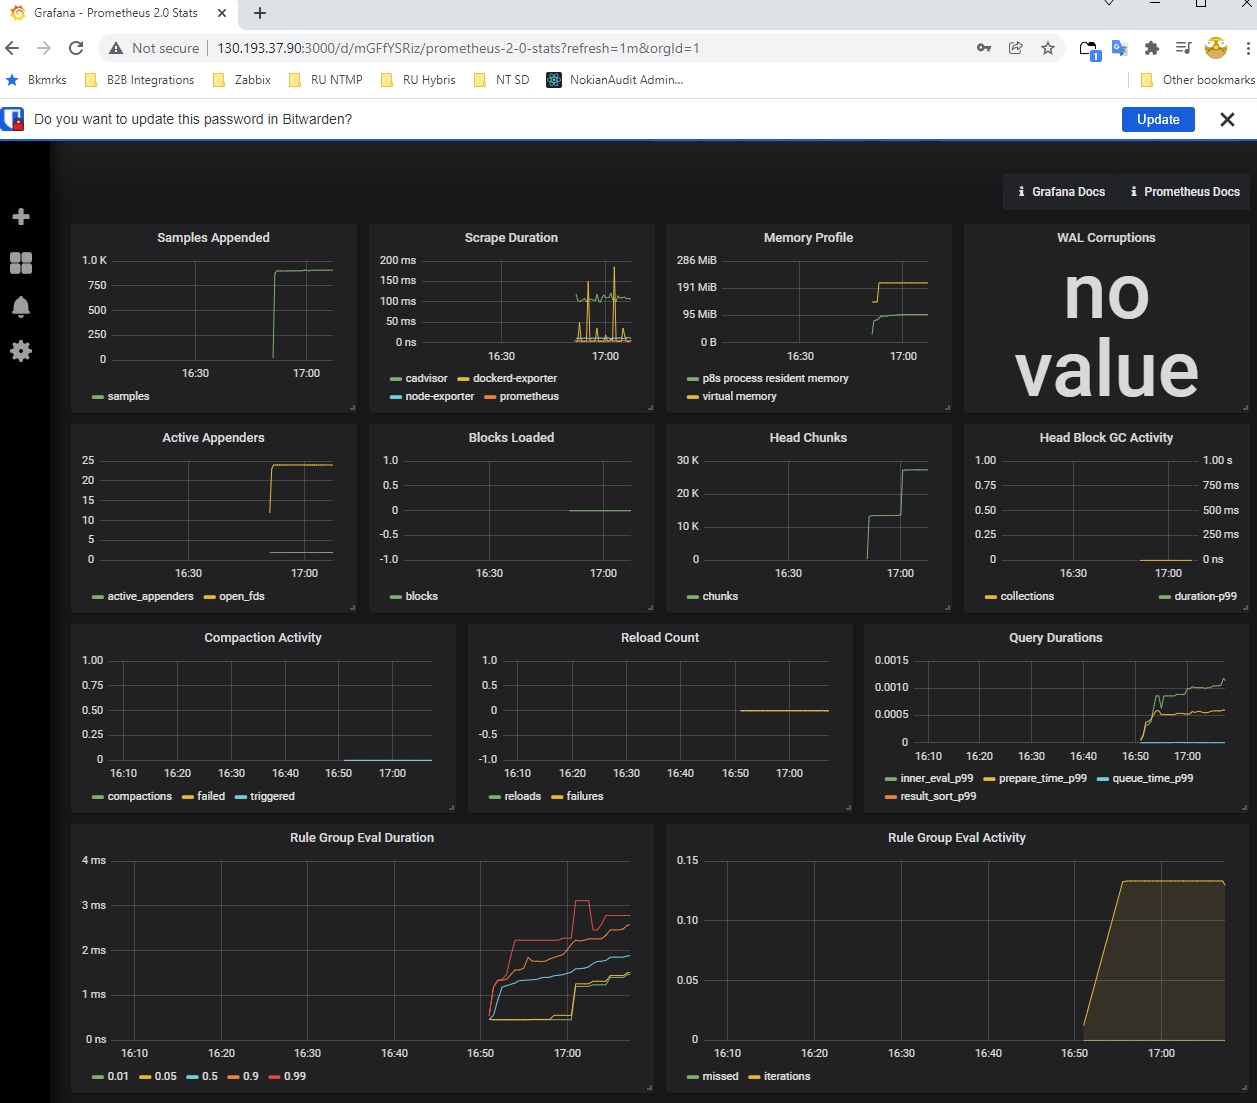 Grafana - Prometheus 2.0 Stats
Not secure | 130.193.37.90:3000/d/mGFfYSRiz/prometheus-2-0-stats?refresh=1m&orgId=1
1
Bkmrks B2B Integrations Zabbix RU NTMP RU Hybris NT SD NokianAudit Admin... Other bookmarks
Do you want to update this password in Bitwarden? Update
Grafana Docs Prometheus Docs
Samples Appended
1.0 K
750
500
250
0
16:30 17:00
samples
Scrape Duration
200 ms
150 ms
100 ms
50 ms
0 ns
16:30 17:00
cadvisor dockerd-exporter
node-exporter prometheus
Memory Profile
286 MiB
191 MiB
95 MiB
0 B
16:30 17:00
p8s process resident memory
virtual memory
WAL Corruptions
no
value
Active Appenders
25
20
15
10
5
0
16:30 17:00
active_appenders open_fds
Blocks Loaded
1.0
0.5
0
-0.5
-1.0
16:30 17:00
blocks
Head Chunks
30 K
20 K
10 K
0
16:30 17:00
chunks
Head Block GC Activity
1.00 1.00 s
0.75 750 ms
0.50 500 ms
0.25 250 ms
0 0 ns
16:30 17:00
collections duration-p99
Compaction Activity
1.00
0.75
0.50
0.25
0
16:10 16:20 16:30 16:40 16:50 17:00
compactions failed triggered
Reload Count
1.0
0.5
0
-0.5
-1.0
16:10 16:20 16:30 16:40 16:50 17:00
reloads failures
Query Durations
0.0015
0.0010
0.0005
0
16:10 16:20 16:30 16:40 16:50 17:00
inner_eval_p99 prepare_time_p99 queue_time_p99
result_sort_p99
Rule Group Eval Duration
4 ms
3 ms
2 ms
1 ms
0 ns
16:10 16:20 16:30 16:40 16:50 17:00
0.01 0.05 0.5 0.9 0.99
Rule Group Eval Activity
0.15
0.10
0.05
0
16:10 16:20 16:30 16:40 16:50 17:00
missed iterations